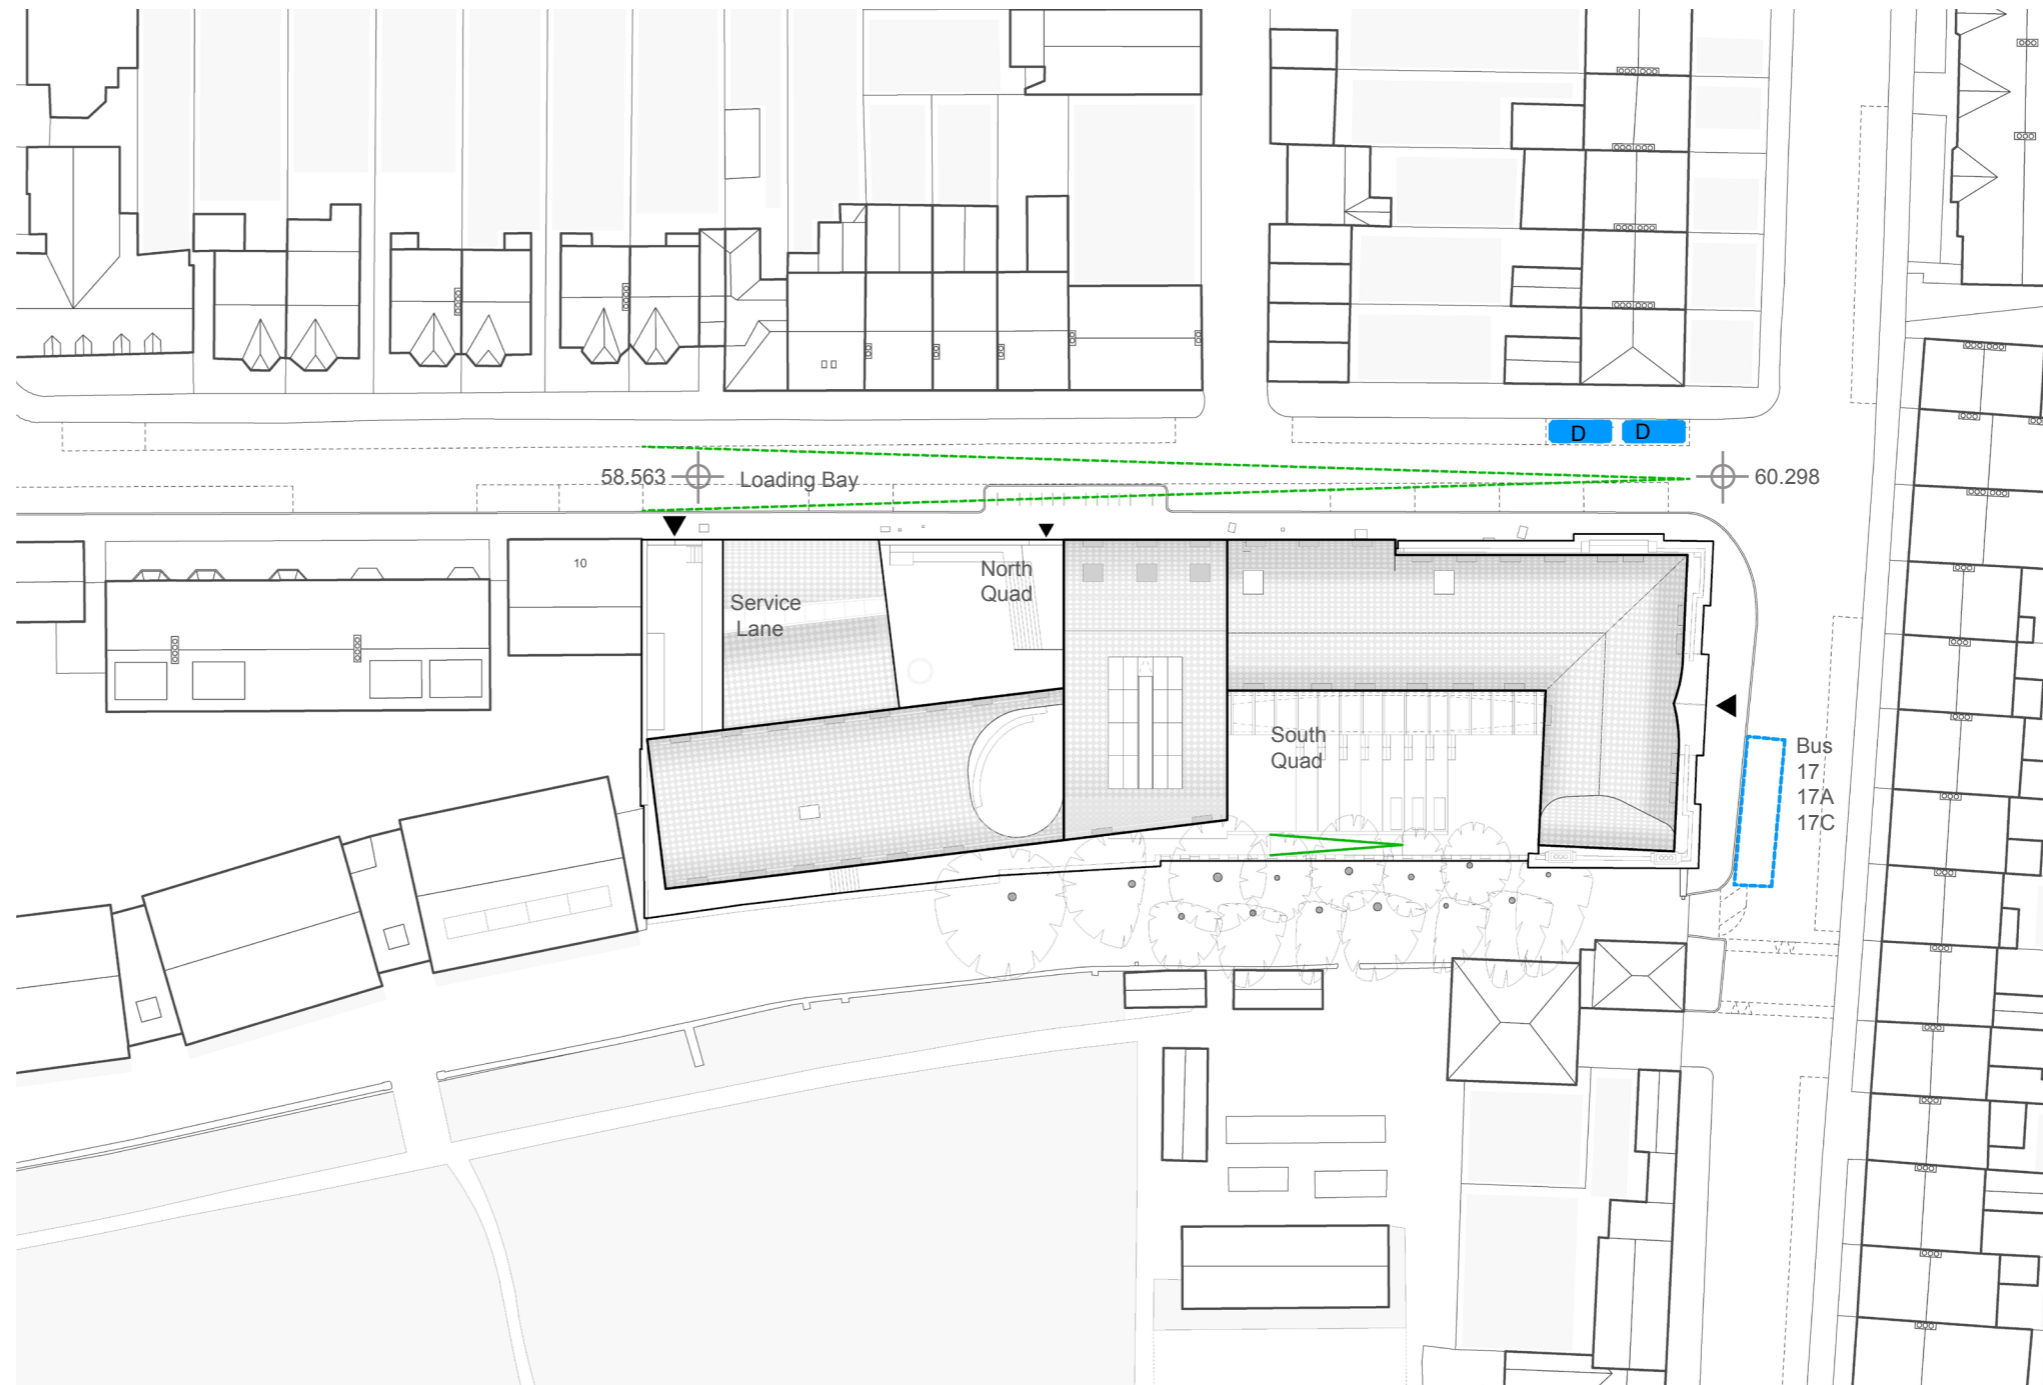 D
D
58.563
Loading Bay
60.298
10
North
Quad
Service
Lane
South
Quad
Bus
17
17A
17C